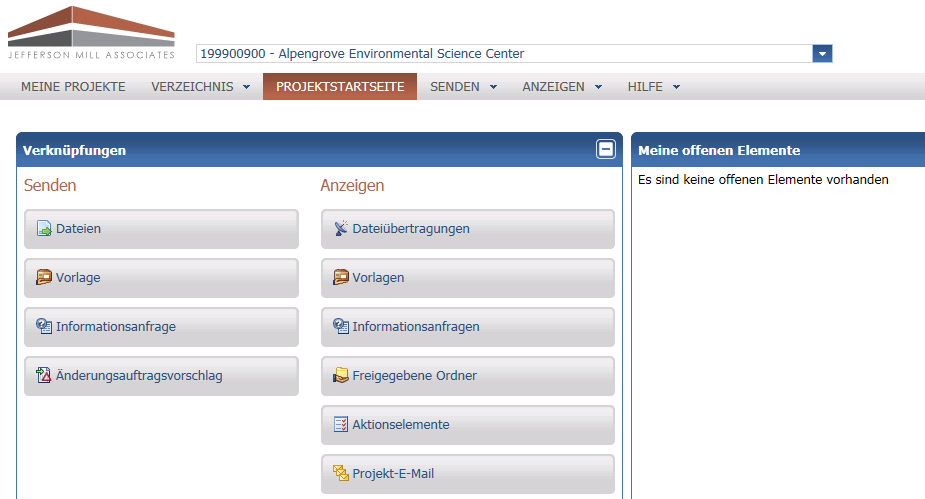 JEFFERSON MILL ASSOCIATES
199900900 - Alpengrove Environmental Science Center
MEINE PROJEKTE VERZEICHNIS PROJEKTSTARTSEITE SENDEN ANZEIGEN HILFE
Verknüpfungen
Senden
Dateien
Vorlage
Informationsanfrage
Änderungsauftragsvorschlag
Anzeigen
Dateiübertragungen
Vorlagen
Informationsanfragen
Freigegebene Ordner
Aktionselemente
Projekt-E-Mail
Meine offenen Elemente
Es sind keine offenen Elemente vorhanden